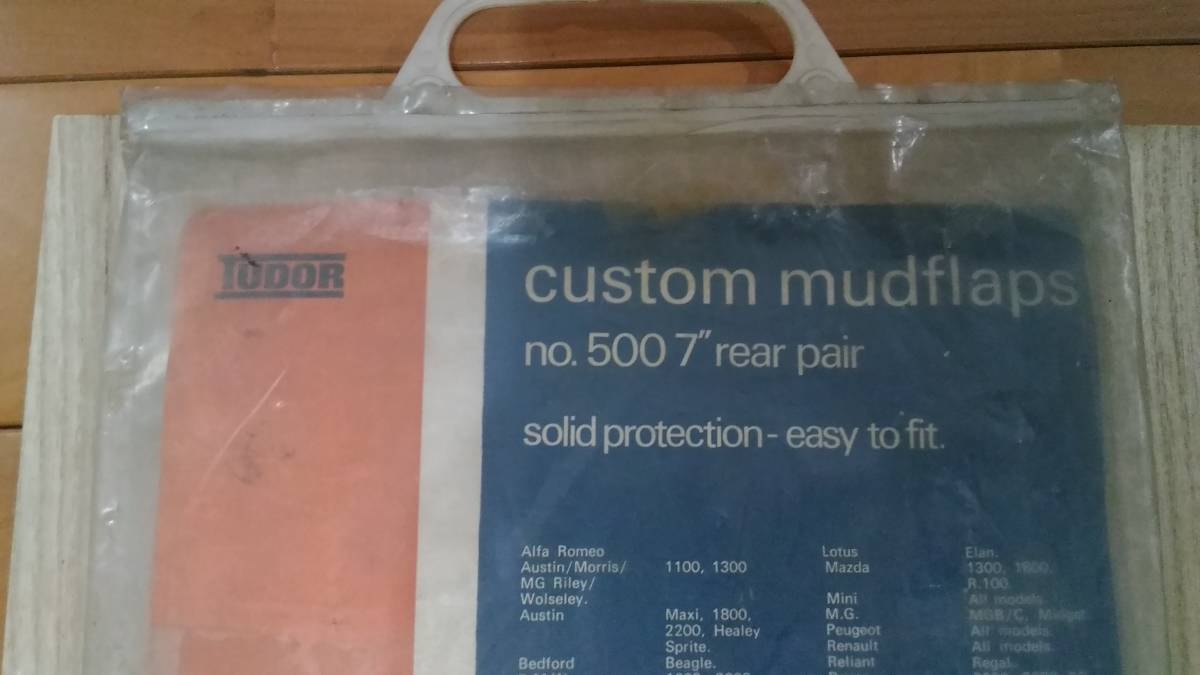 TUDOR
custom mudflaps
no. 500 7" rear pair
solid protection - easy to fit.
Alfa Romeo
Austin/Morris/ 1100, 1300
MG Riley/
Wolseley.
Austin Maxi, 1800,
2200, Healey
Sprite.
Bedford Beagle.
Lotus Elan.
Mazda 1300, 1800,
R.100.
Mini All models.
M.G. MGB/C, Midget.
Peugeot All models.
Renault All models.
Reliant Regal.